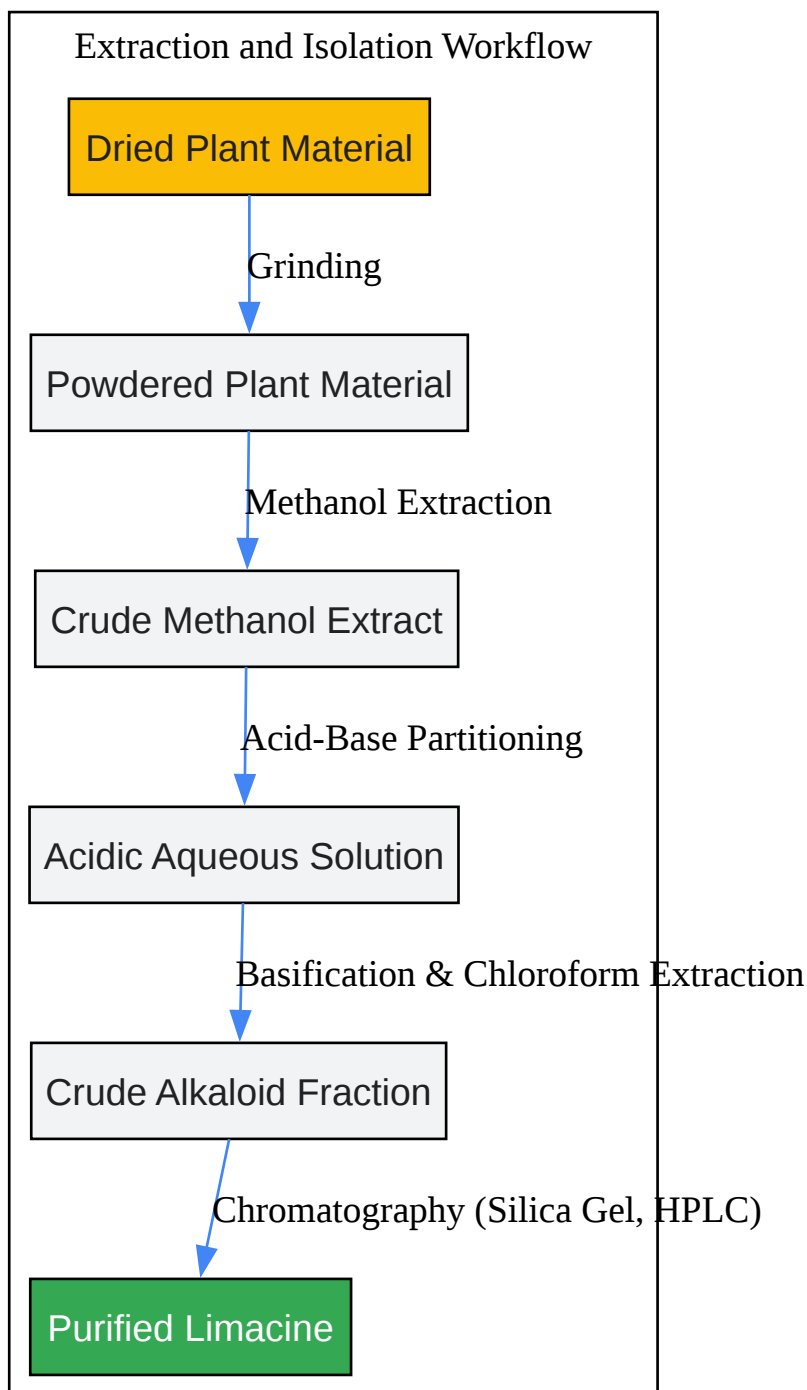 Extraction and Isolation Workflow
Dried Plant Material
Grinding
Powdered Plant Material
Methanol Extraction
Crude Methanol Extract
Acid-Base Partitioning
Acidic Aqueous Solution
Basification & Chloroform Extraction
Crude Alkaloid Fraction
Chromatography (Silica Gel, HPLC)
Purified Limacine